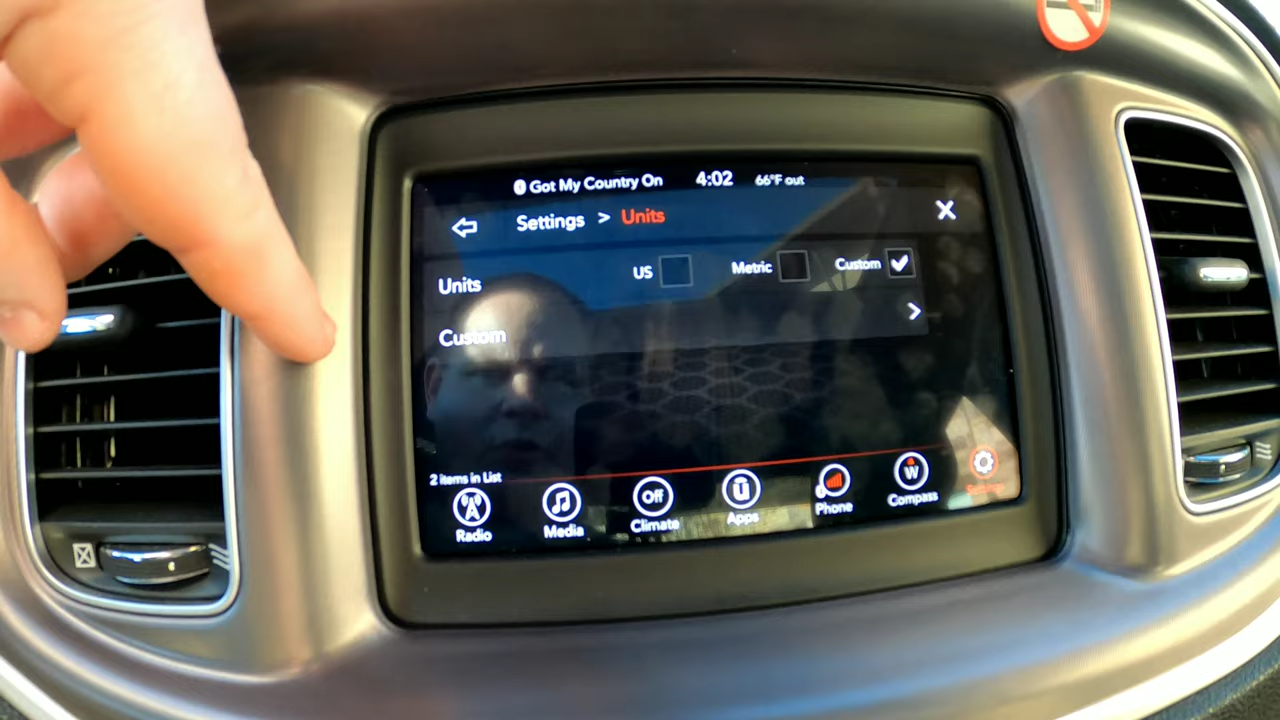 Got My Country On 4:02 66°F out
Settings > Units
Units US Metric Custom
Custom
2 items in List
Radio Media Off Climate ū Apps Phone W Compass Settings